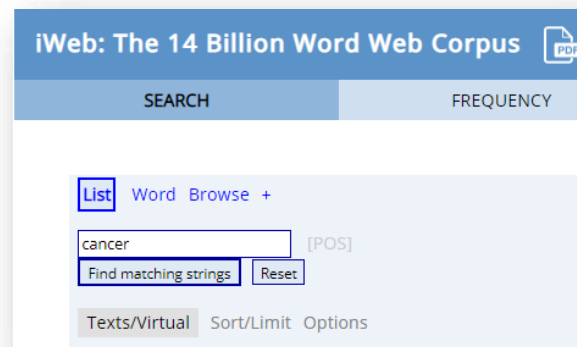 iWeb: The 14 Billion Word Web Corpus PDF
SEARCH FREQUENCY
List Word Browse +
cancer [POS]
Find matching strings Reset
Texts/Virtual Sort/Limit Options